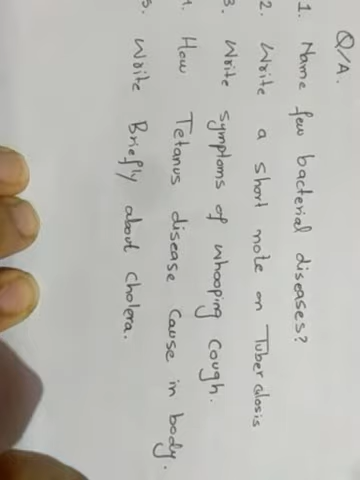 Q/A.
1. Name few bacterial diseases?
2. Write a short note on Tuberculosis
3. Write symptoms of whooping cough.
4. How Tetanus disease cause in body.
5. Write Briefly about cholera.